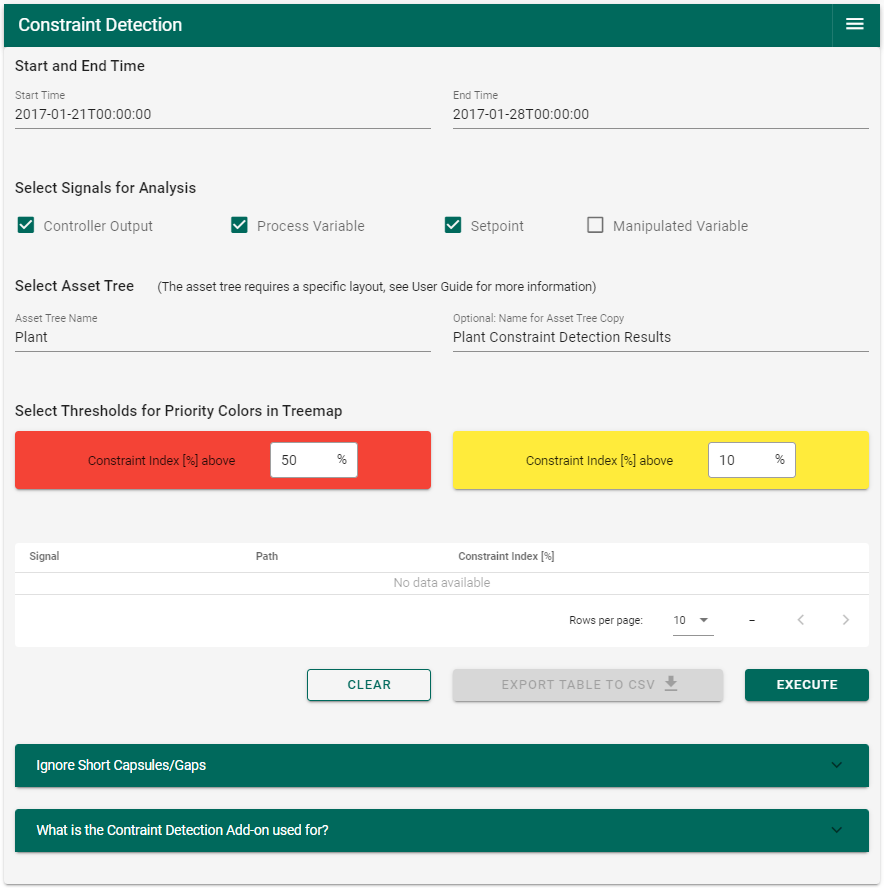 Constraint Detection
Start and End Time
Start Time
2017-01-21T00:00:00
End Time
2017-01-28T00:00:00
Select Signals for Analysis
Controller Output
Process Variable
Setpoint
Manipulated Variable
Select Asset Tree (The asset tree requires a specific layout, see User Guide for more information)
Asset Tree Name
Plant
Optional: Name for Asset Tree Copy
Plant Constraint Detection Results
Select Thresholds for Priority Colors in Treemap
Constraint Index [%] above 50 %
Constraint Index [%] above 10 %
Signal Path Constraint Index [%]
No data available
Rows per page: 10 –
CLEAR
EXPORT TABLE TO CSV
EXECUTE
Ignore Short Capsules/Gaps
What is the Contraint Detection Add-on used for?